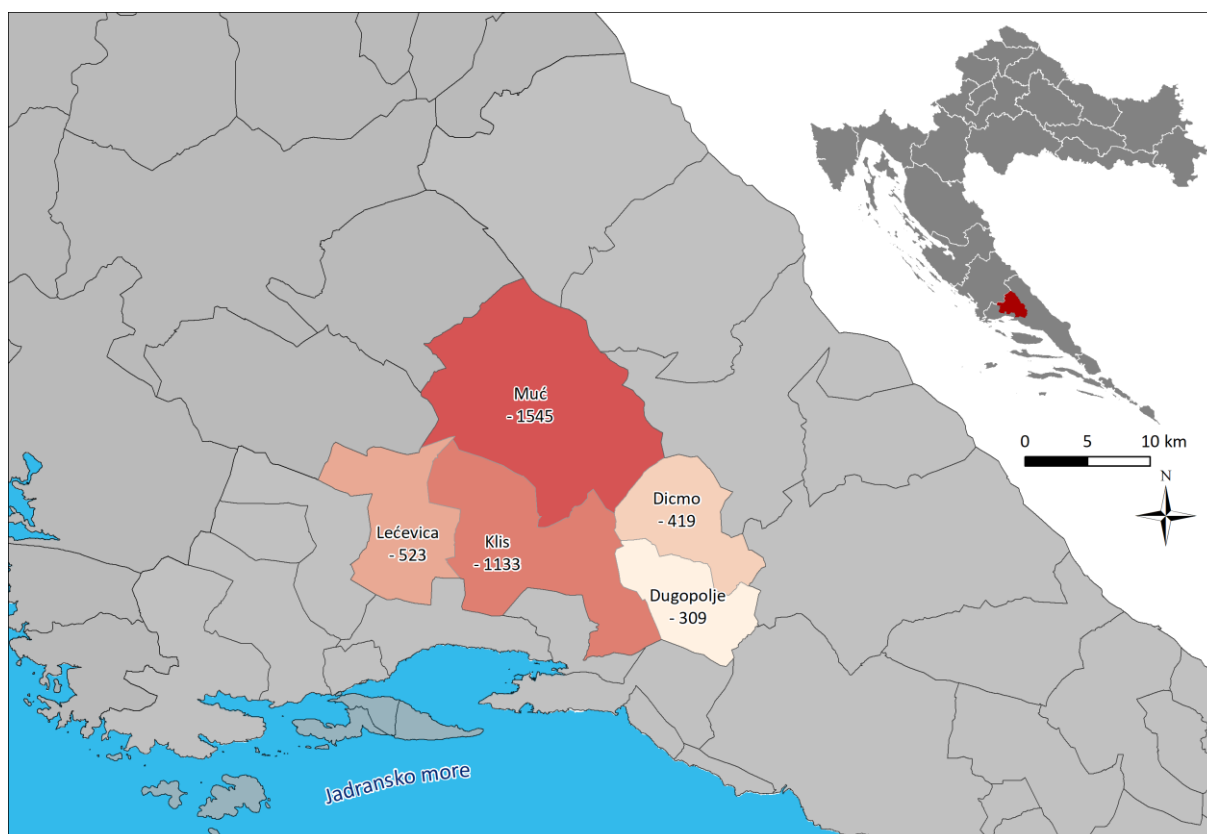 0 5 10 km
N
Muć
- 1545
Dicmo
- 419
Lećevica
- 523
Klis
- 1133
Dugopolje
- 309
Jadransko more